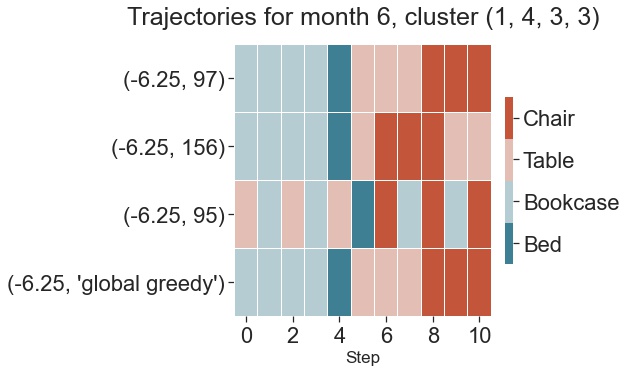 Trajectories for month 6, cluster (1, 4, 3, 3)
(-6.25, 97)
(-6.25, 156)
(-6.25, 95)
(-6.25, 'global greedy')
0 2 4 6 8 10
Step
Chair
Table
Bookcase
Bed